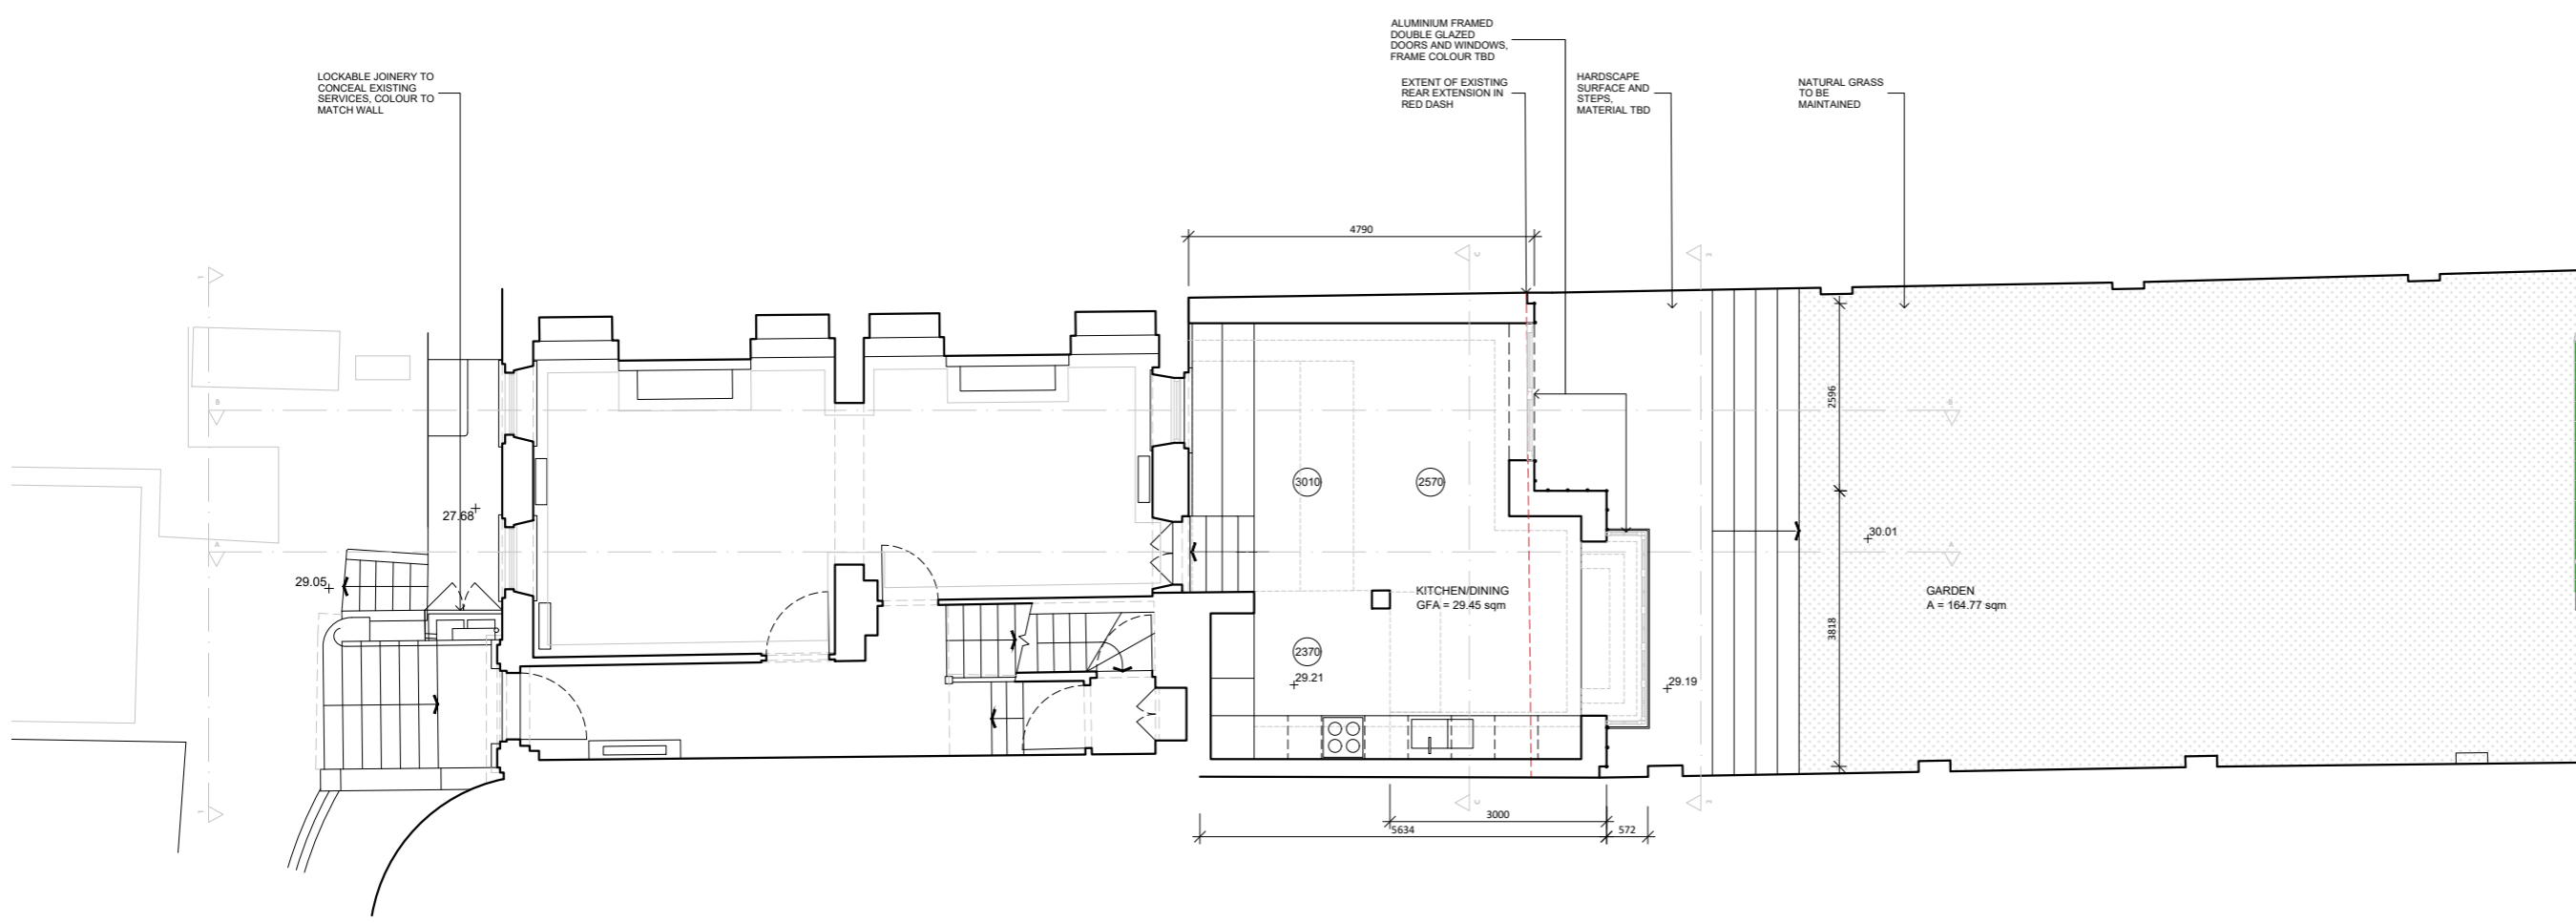 ALUMINIUM FRAMED
DOUBLE GLAZED
DOORS AND WINDOWS,
FRAME COLOUR TBD
LOCKABLE JOINERY TO
CONCEAL EXISTING
SERVICES, COLOUR TO
MATCH WALL
EXTENT OF EXISTING
REAR EXTENSION IN
RED DASH
HARDSCAPE
SURFACE AND
STEPS,
MATERIAL TBD
NATURAL GRASS
TO BE
MAINTAINED
4790
C
B
B
2596
3010
2570
27.68
30.01
A
A
29.05
KITCHEN/DINING
GFA = 29.45 sqm
GARDEN
A = 164.77 sqm
3818
2370
29.21
29.19
C
3000
5634
572